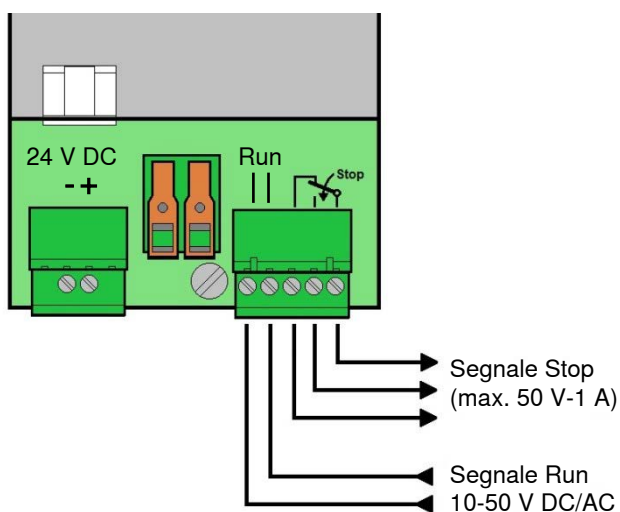 24 V DC
- +
Run
Stop
Segnale Stop
(max. 50 V-1 A)
Segnale Run
10-50 V DC/AC